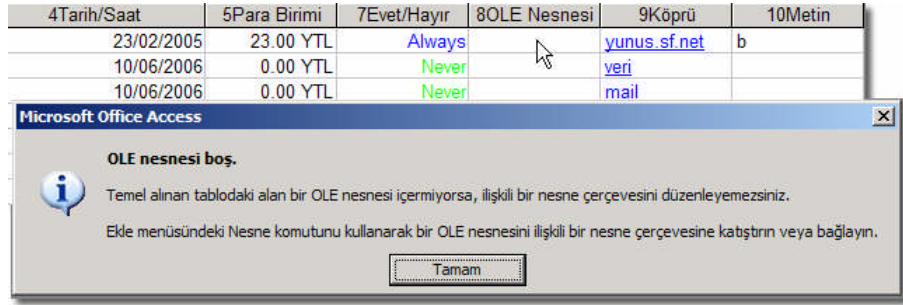 4Tarih/Saat 5Para Birimi 7Evet/Hayır 8OLE Nesnesi 9Köprü 10Metin
23/02/2005 23.00 YTL Always yunus.sf.net b
10/06/2006 0.00 YTL Never veri
10/06/2006 0.00 YTL Never mail
Microsoft Office Access
OLE nesnesi boş.
Temel alınan tablodaki alan bir OLE nesnesi içermiyorsa, ilişkili bir nesne çerçevesini düzenleyemezsiniz.
Ekle menüsündeki Nesne komutunu kullanarak bir OLE nesnesini ilişkili bir nesne çerçevesine katıştırın veya bağlayın.
Tamam